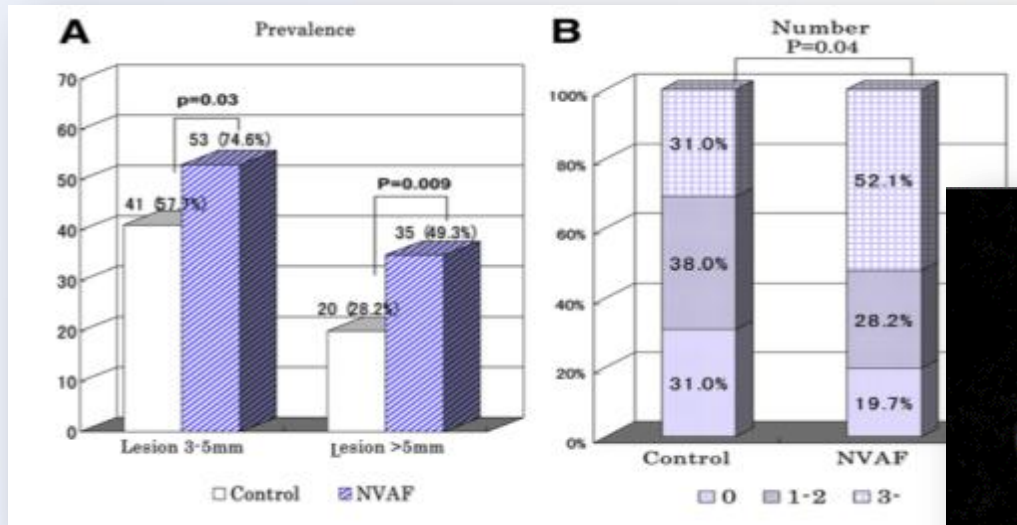 A
Prevalence
70
60
50
40
30
20
10
0
p=0.03
53 (74.6%)
41 (57.7%)
P=0.009
35 (49.3%)
20 (28.2%)
Lesion 3-5mm
Lesion >5mm
Control
NVAF
B
Number
P=0.04
100%
80%
60%
40%
20%
0%
31.0%
38.0%
31.0%
52.1%
28.2%
19.7%
Control
NVAF
0
1-2
3-